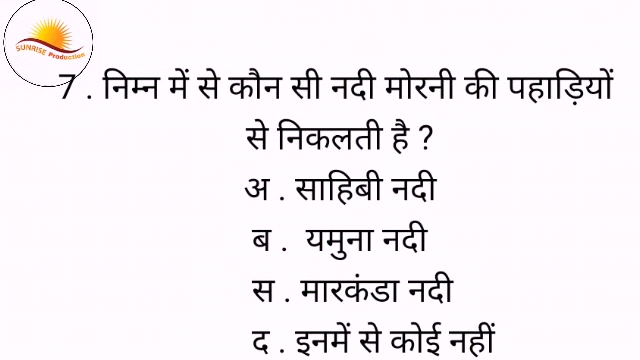 SUNRISE Production
7 . निम्न में से कौन सी नदी मोरनी की पहाड़ियों
से निकलती है ?
अ . साहिबी नदी
ब . यमुना नदी
स . मारकंडा नदी
द . इनमें से कोई नहीं